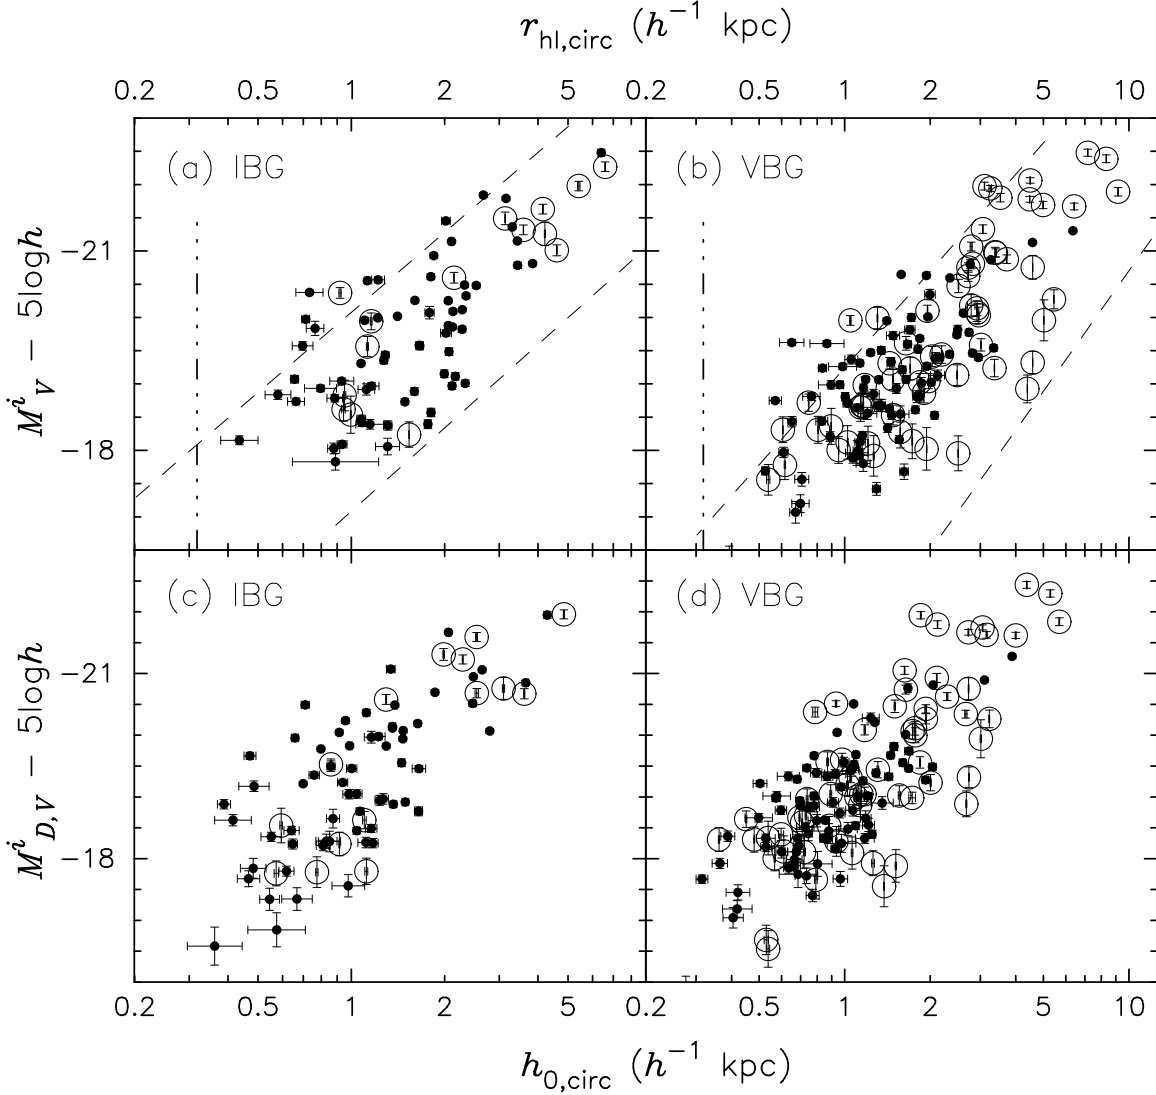 r_hl,circ (h^−1 kpc)
0.2 0.5 1 2 5 0.2 0.5 1 2 5 10
(a) IBG (b) VBG
M^i_V − 5logh
−21
−18
(c) IBG (d) VBG
M^i_D,V − 5logh
−21
−18
0.2 0.5 1 2 5 0.2 0.5 1 2 5 10
h_0,circ (h^−1 kpc)